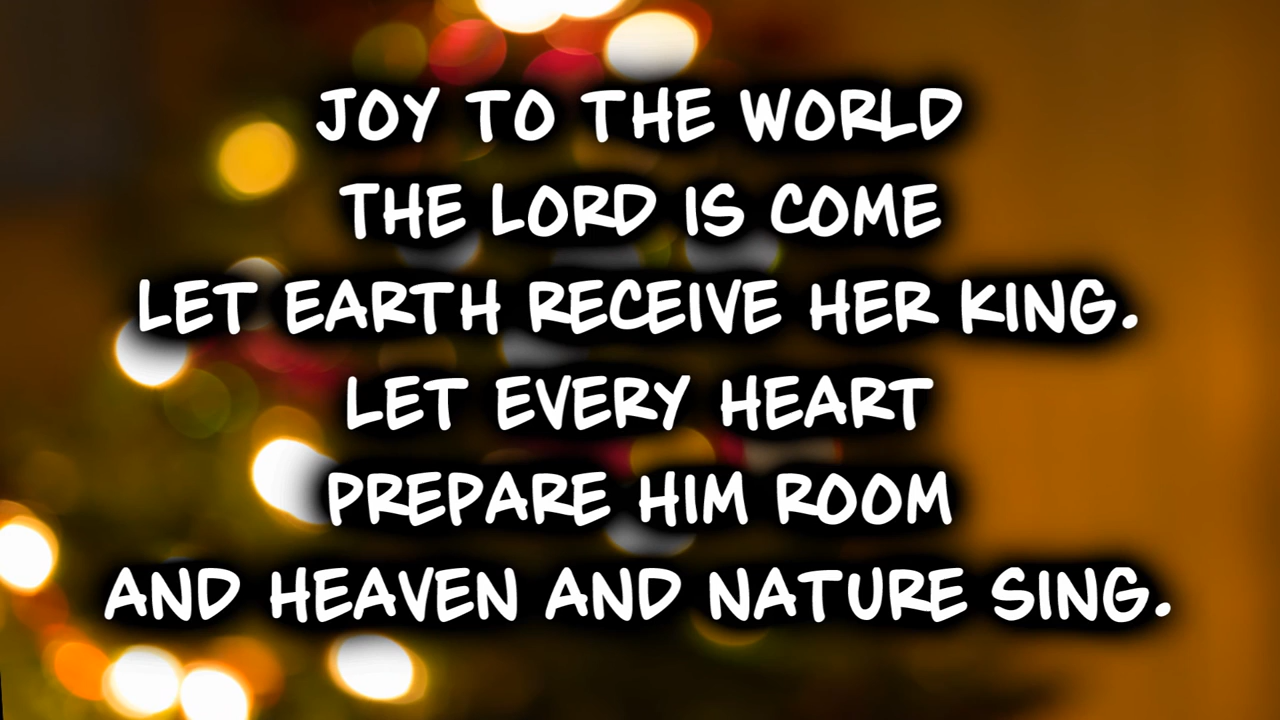 JOY TO THE WORLD
THE LORD IS COME
LET EARTH RECEIVE HER KING.
LET EVERY HEART
PREPARE HIM ROOM
AND HEAVEN AND NATURE SING.